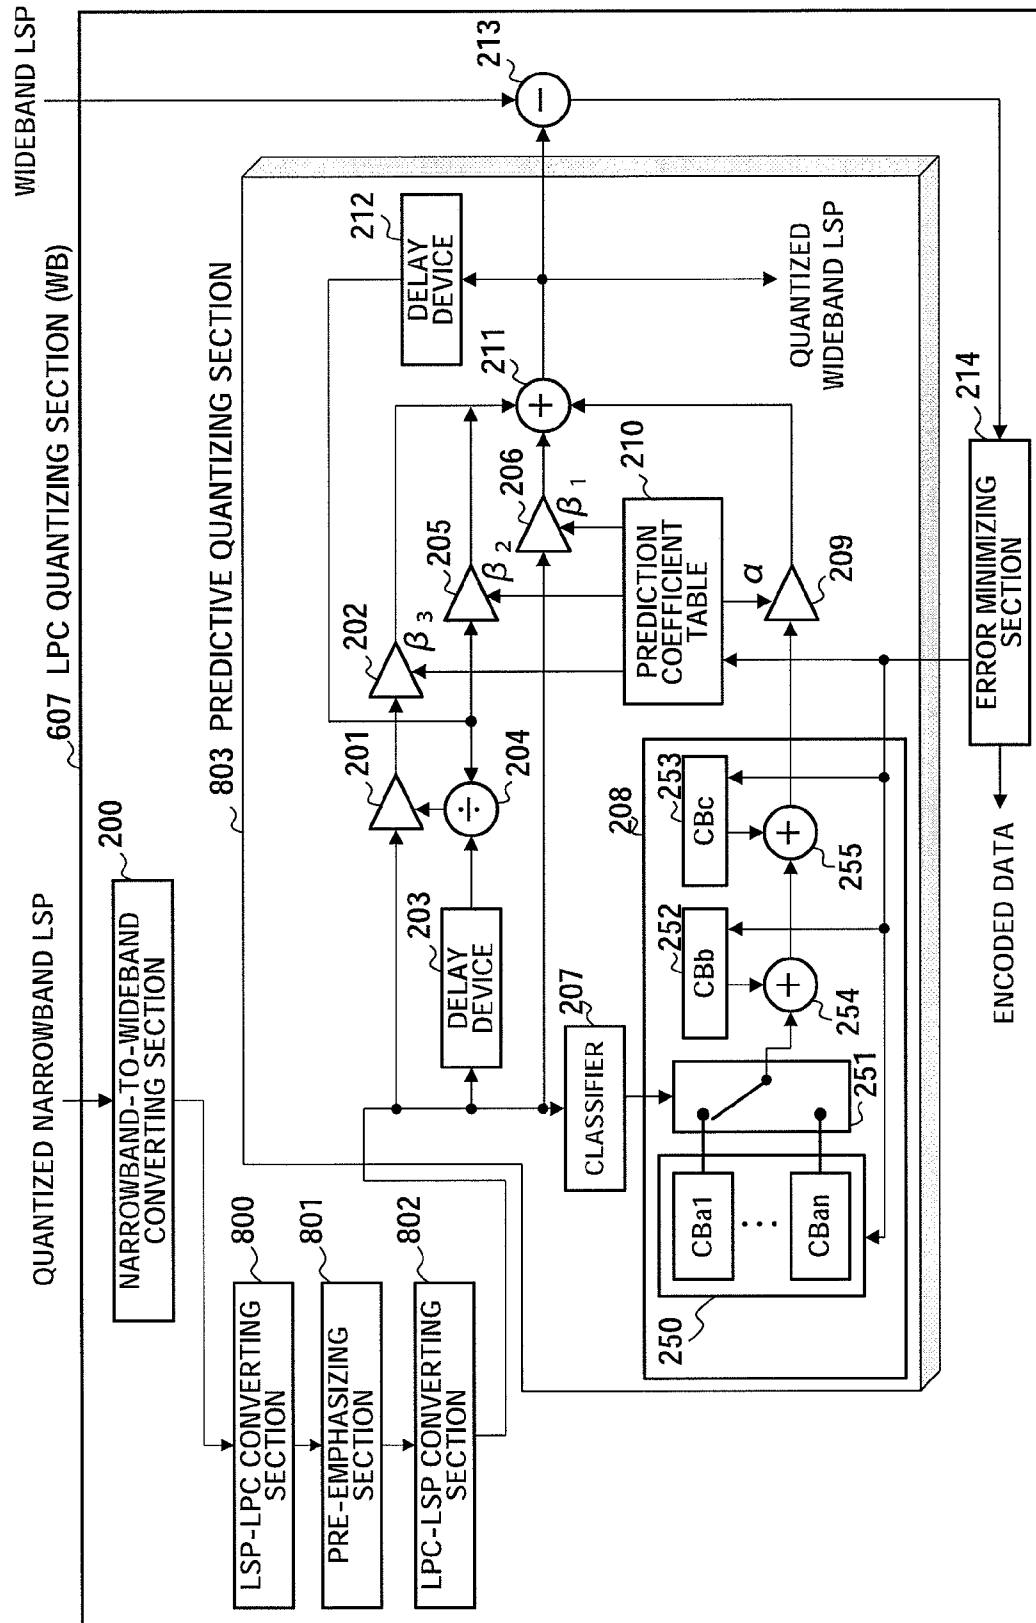 607 LPC QUANTIZING SECTION (WB)
WIDEBAND LSP
QUANTIZED NARROWBAND LSP
200
NARROWBAND-TO-WIDEBAND
CONVERTING SECTION
800
LSP-LPC CONVERTING
SECTION
801
PRE-EMPHASIZING
SECTION
802
LPC-LSP CONVERTING
SECTION
803 PREDICTIVE QUANTIZING SECTION
201
202
β3
203
DELAY
DEVICE
204
÷
205
β2
206
β1
211
+
212
DELAY
DEVICE
213
−
QUANTIZED
WIDEBAND LSP
207
CLASSIFIER
210
PREDICTION
COEFFICIENT
TABLE
α
209
208
250
CBa1
⋮
CBan
251
252
CBb
254
+
253
CBc
255
+
214
ERROR MINIMIZING
SECTION
ENCODED DATA